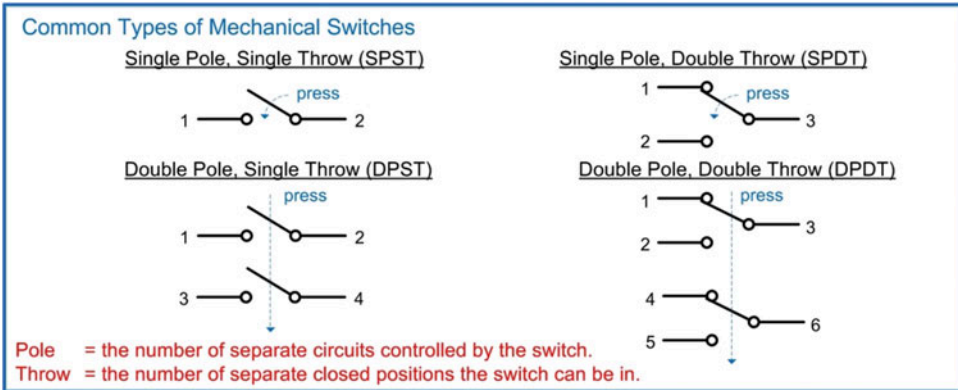 Common Types of Mechanical Switches
Single Pole, Single Throw (SPST)
press
1
2
Single Pole, Double Throw (SPDT)
1
press
3
2
Double Pole, Single Throw (DPST)
press
1
2
3
4
Double Pole, Double Throw (DPDT)
1
press
3
2
4
6
5
Pole = the number of separate circuits controlled by the switch.
Throw = the number of separate closed positions the switch can be in.